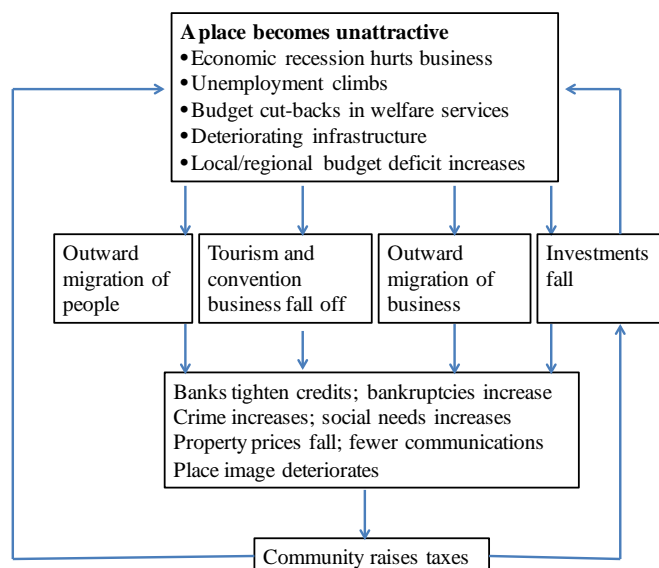 A place becomes unattractive
•Economic recession hurts business
•Unemployment climbs
•Budget cut-backs in welfare services
•Deteriorating infrastructure
•Local/regional budget deficit increases
Outward
migration of
people
Tourism and
convention
business fall off
Outward
migration of
business
Investments
fall
Banks tighten credits; bankruptcies increase
Crime increases; social needs increases
Property prices fall; fewer communications
Place image deteriorates
Community raises taxes